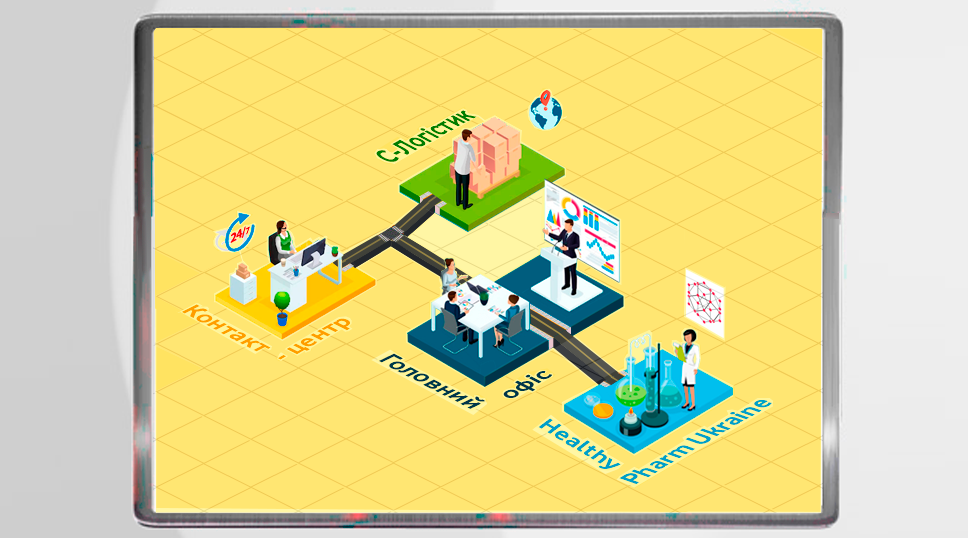 С-Логістик
24/7
Контакт - центр
Головний офіс
Healthy
Pharm Ukraine